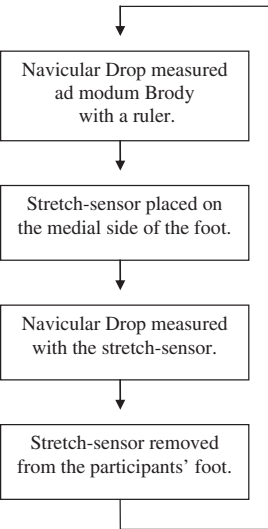 Navicular Drop measured
ad modum Brody
with a ruler.
Stretch-sensor placed on
the medial side of the foot.
Navicular Drop measured
with the stretch-sensor.
Stretch-sensor removed
from the participants’ foot.